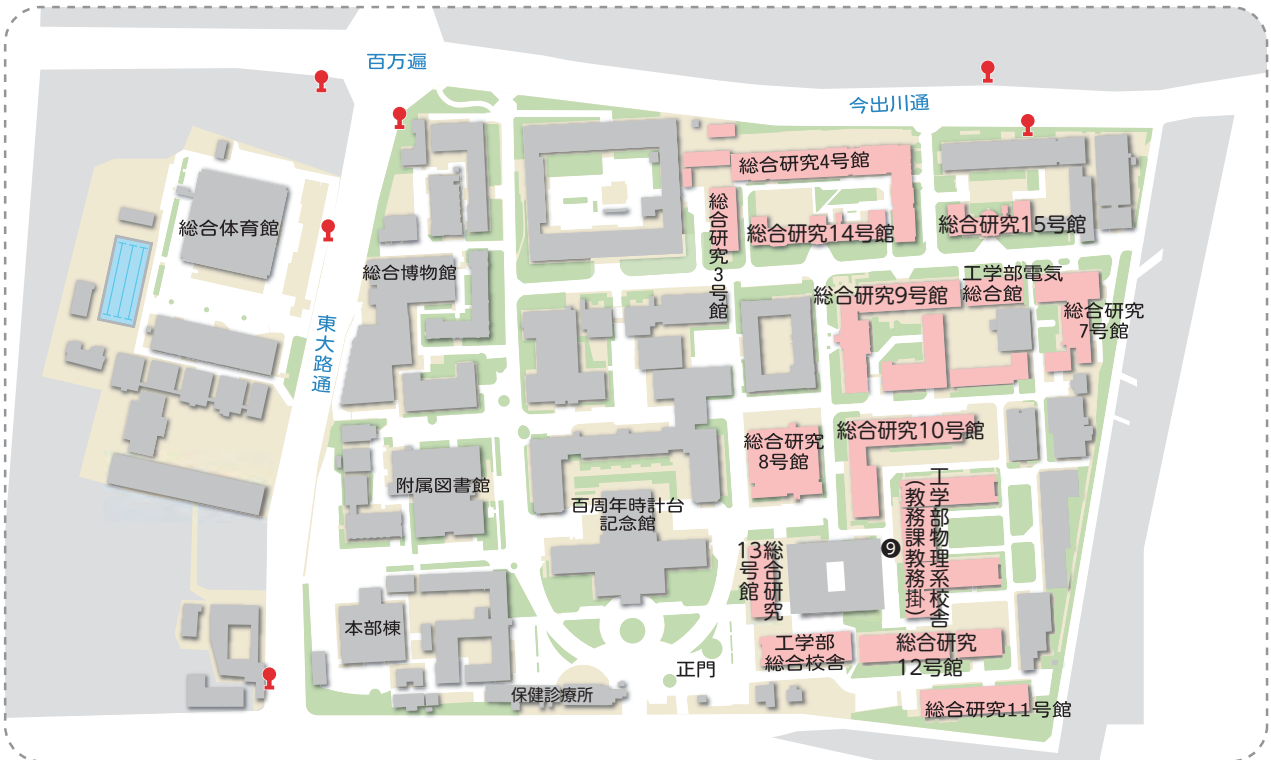 百万遍
今出川通
総合研究4号館
総合研究3号館
総合研究14号館
総合研究15号館
総合体育館
総合博物館
工学部電気
総合館
総合研究9号館
総合研究
7号館
東大路通
総合研究10号館
総合研究
8号館
附属図書館
百周年時計台
記念館
工学部物理系校舎
(教務課教務掛)
❾
総合研究
13号館
本部棟
工学部
総合校舎
総合研究
12号館
正門
保健診療所
総合研究11号館